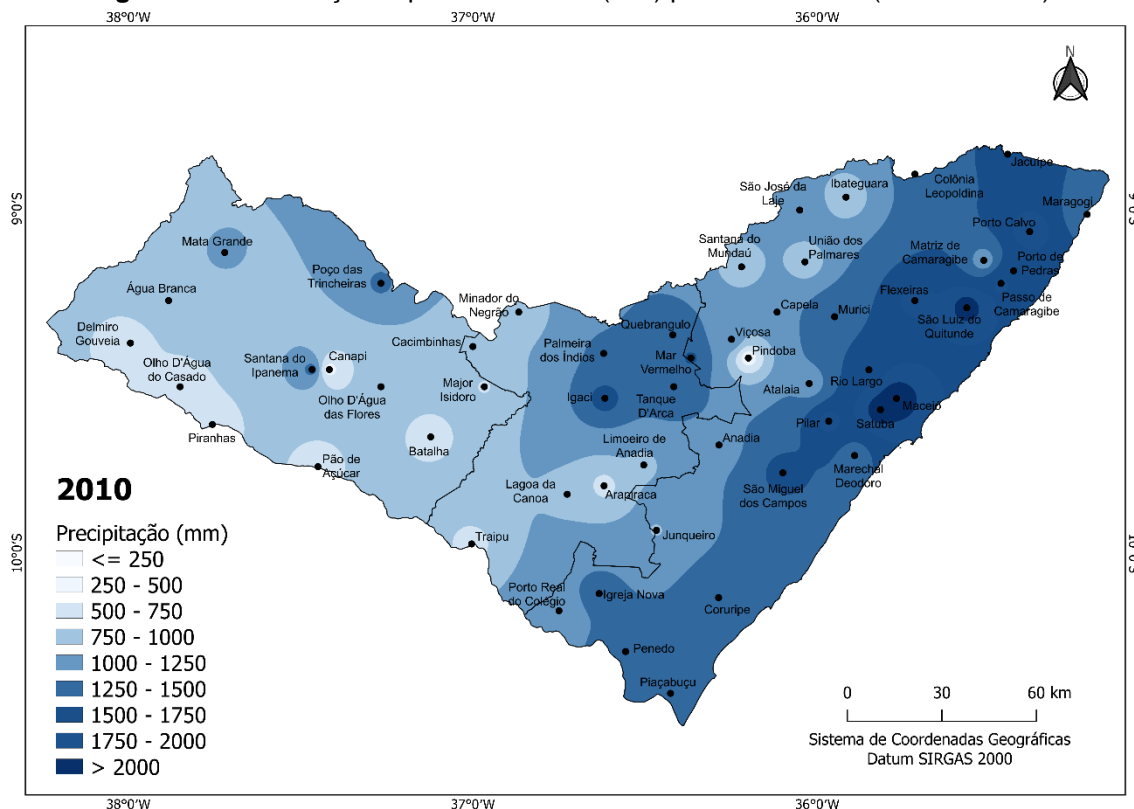 38°0'W 37°0'W 36°0'W
N
Jacuípe
Colônia
Leopoldina
Ibateguara
São José da
Laje
Maragogi
9°0'S
9°0'S
Porto Calvo
Mata Grande
Santana do
Mundaú
União dos
Palmares
Matriz de
Camaragibe
Porto de
Pedras
Poço das
Trincheiras
Água Branca
Flexeiras
Passo de
Camaragibe
Minador do
Negrão
Capela
Murici
São Luiz do
Quitunde
Delmiro
Gouveia
Quebrangulo
Viçosa
Cacimbinhas
Palmeira
dos Índios
Mar
Vermelho
Pindoba
Olho D'Água
do Casado
Santana do
Ipanema
Canapi
Major
Isidoro
Rio Largo
Olho D'Água
das Flores
Igaci
Tanque
D'Arca
Atalaia
Maceió
Piranhas
Satuba
Pilar
Batalha
Limoeiro de
Anadia
Anadia
Pão de
Açúcar
Marechal
Deodoro
Lagoa da
Canoa
Arapiraca
São Miguel
dos Campos
2010
Precipitação (mm)
<= 250
250 - 500
500 - 750
750 - 1000
1000 - 1250
1250 - 1500
1500 - 1750
1750 - 2000
> 2000
Traipu
Junqueiro
10°0'S
10°0'S
Porto Real
do Colégio
Igreja Nova
Coruripe
Penedo
Piaçabuçu
0 30 60 km
Sistema de Coordenadas Geográficas
Datum SIRGAS 2000
38°0'W 37°0'W 36°0'W